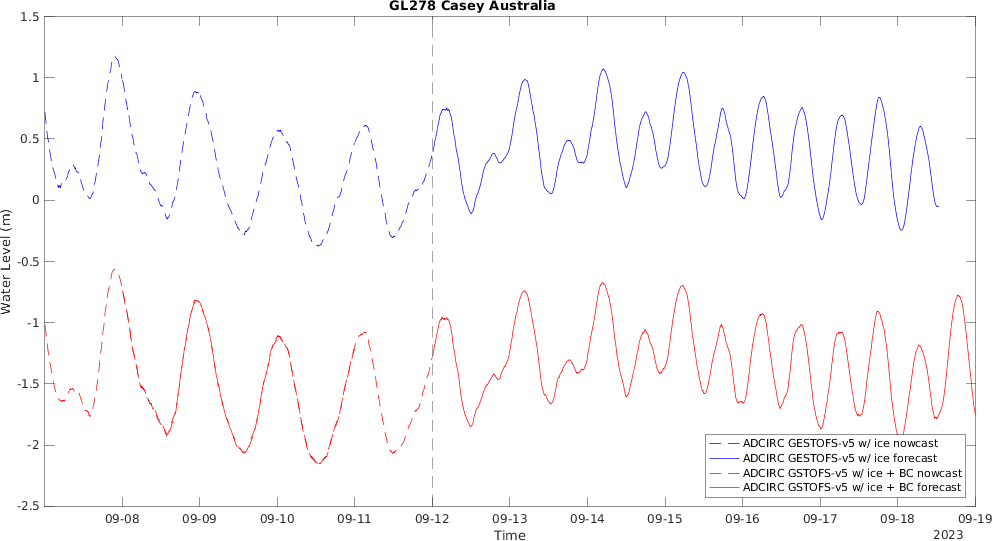 GL278 Casey Australia
1.5
1
0.5
0
-0.5
-1
-1.5
-2
-2.5
Water Level (m)
ADCIRC GESTOFS-v5 w/ ice nowcast
ADCIRC GESTOFS-v5 w/ ice forecast
ADCIRC GSTOFS-v5 w/ ice + BC nowcast
ADCIRC GSTOFS-v5 w/ ice + BC forecast
09-08 09-09 09-10 09-11 09-12 09-13 09-14 09-15 09-16 09-17 09-18 09-19
Time
2023